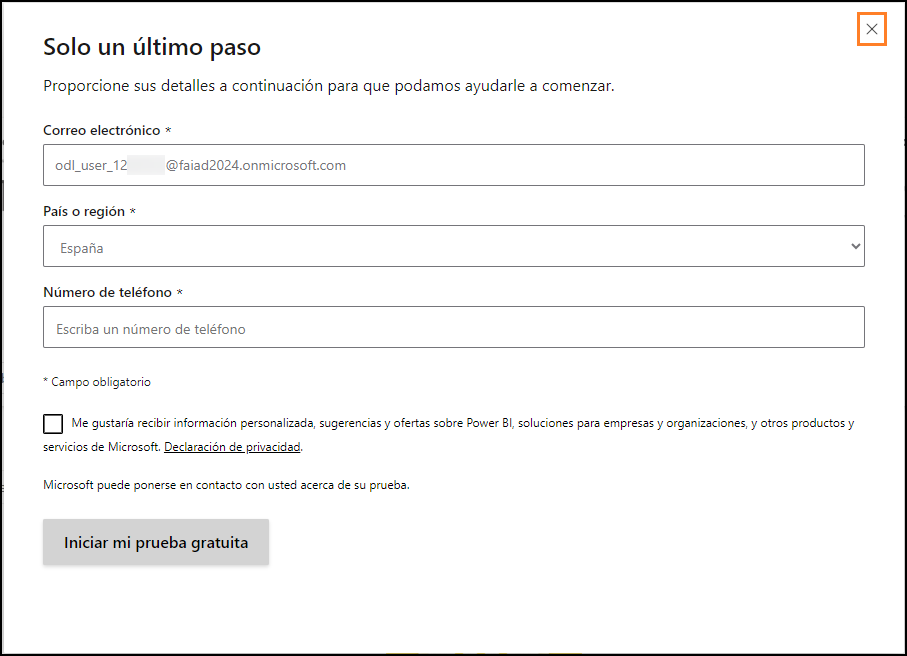 Solo un último paso
Proporcione sus detalles a continuación para que podamos ayudarle a comenzar.
Correo electrónico *
odl_user_12 @faiad2024.onmicrosoft.com
País o región *
España
Número de teléfono *
Escriba un número de teléfono
* Campo obligatorio
Me gustaría recibir información personalizada, sugerencias y ofertas sobre Power BI, soluciones para empresas y organizaciones, y otros productos y
servicios de Microsoft. Declaración de privacidad.
Microsoft puede ponerse en contacto con usted acerca de su prueba.
Iniciar mi prueba gratuita